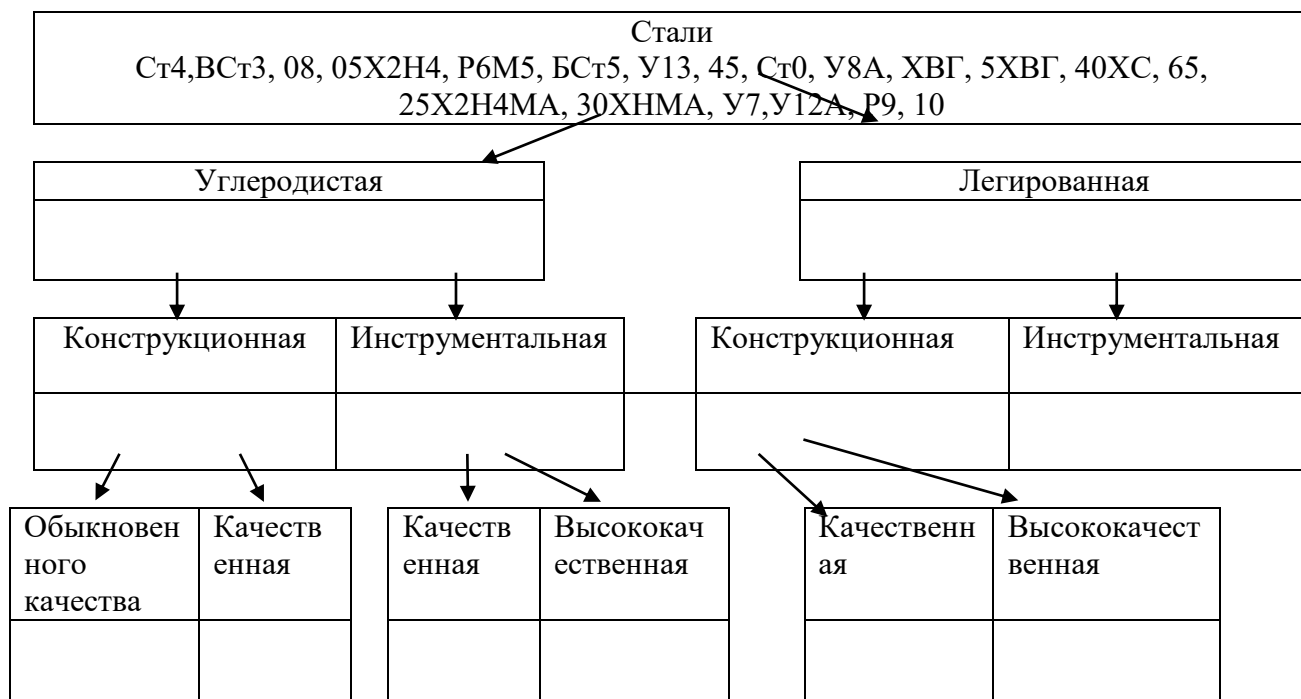 Стали
Ст4,ВСт3, 08, 05Х2Н4, Р6М5, БСт5, У13, 45, Ст0, У8А, ХВГ, 5ХВГ, 40ХС, 65,
25Х2Н4МА, 30ХНМА, У7,У12А, Р9, 10
Углеродистая
Легированная
Конструкционная
Инструментальная
Конструкционная
Инструментальная
Обыкновен
ного
качества
Качеств
енная
Качеств
енная
Высококач
ественная
Качественн
ая
Высококачест
венная